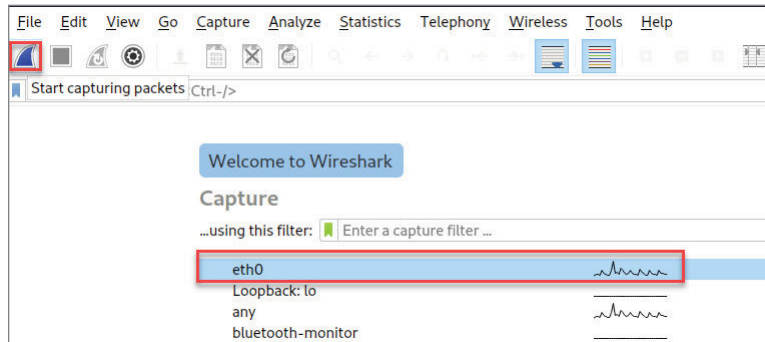 File Edit View Go Capture Analyze Statistics Telephony Wireless Tools Help
Start capturing packets Ctrl-/>
Welcome to Wireshark
Capture
...using this filter: Enter a capture filter ...
eth0
Loopback: lo
any
bluetooth-monitor